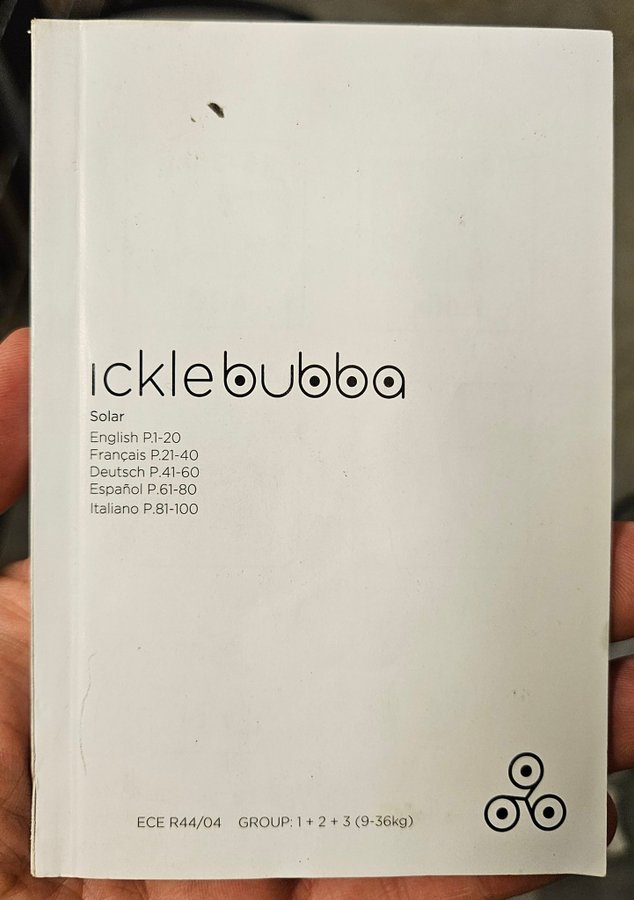 ıcklebubba
Solar
English P.1-20
Français P.21-40
Deutsch P.41-60
Español P.61-80
Italiano P.81-100
ECE R44/04 GROUP: 1 + 2 + 3 (9-36kg)